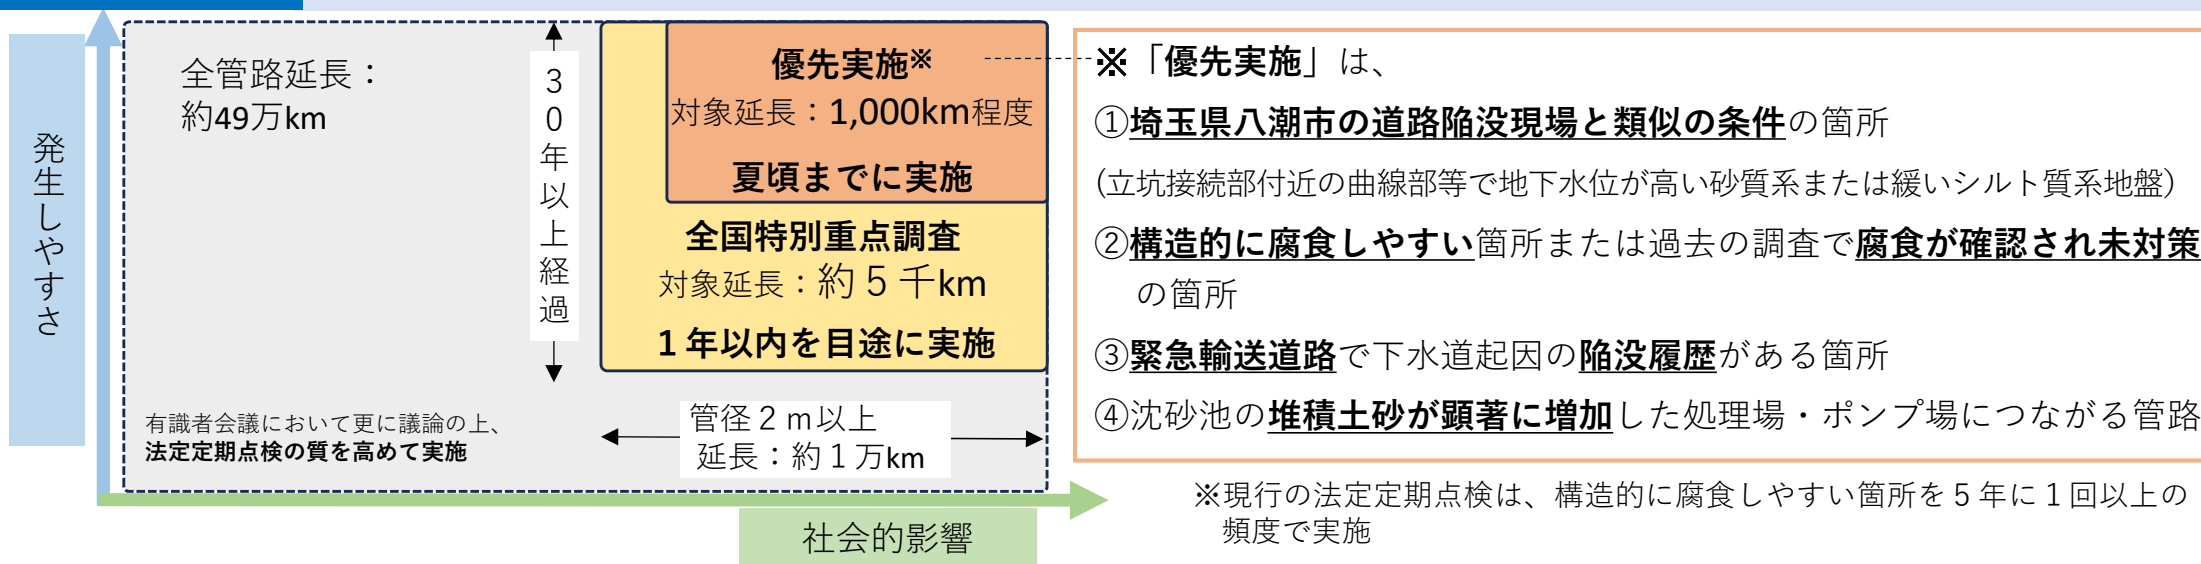 発生しやすさ
全管路延長：
約49万km
30年以上経過
優先実施※
対象延長：1,000km程度
夏頃までに実施
全国特別重点調査
対象延長：約５千km
１年以内を目途に実施
有識者会議において更に議論の上、
法定定期点検の質を高めて実施
管径２ｍ以上
延長：約１万km
社会的影響
※「優先実施」は、
①埼玉県八潮市の道路陥没現場と類似の条件の箇所
(立坑接続部付近の曲線部等で地下水位が高い砂質系または緩いシルト質系地盤)
②構造的に腐食しやすい箇所または過去の調査で腐食が確認され未対策
の箇所
③緊急輸送道路で下水道起因の陥没履歴がある箇所
④沈砂池の堆積土砂が顕著に増加した処理場・ポンプ場につながる管路
※現行の法定定期点検は、構造的に腐食しやすい箇所を５年に１回以上の
頻度で実施